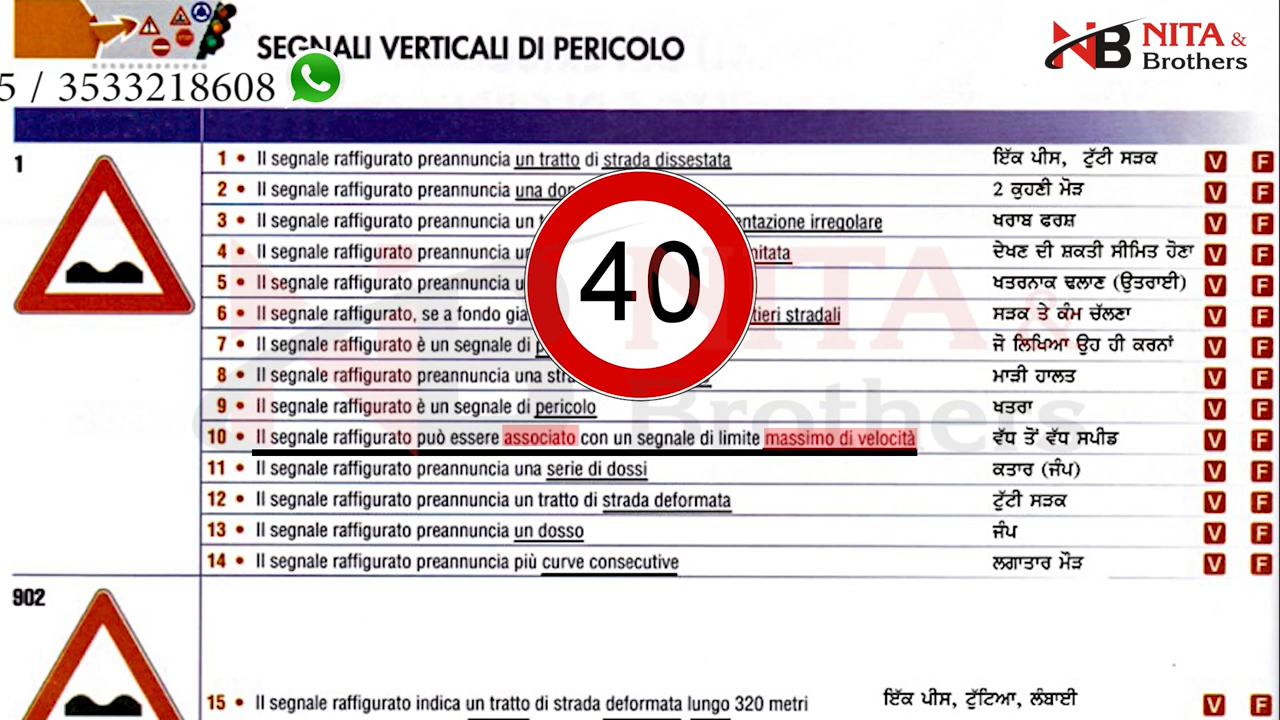 SEGNALI VERTICALI DI PERICOLO
NITA &
Brothers
5 / 3533218608
1
1 • Il segnale raffigurato preannuncia un tratto di strada dissestata ਇੱਕ ਪੀਸ, ਟੁੱਟੀ ਸੜਕ V F
2 • Il segnale raffigurato preannuncia una 2 ਕੁਹਣੀ ਮੋੜ V F
3 • Il segnale raffigurato preannuncia un irregolare ਖਰਾਬ ਫਰਸ਼ V F
4 • Il segnale raffigurato preannuncia ਦੇਖਣ ਦੀ ਸ਼ਕਤੀ ਸੀਮਿਤ ਹੋਣਾ V F
5 • Il segnale raffigurato preannuncia ਖਤਰਨਾਕ ਢਲਾਣ (ਉਤਰਾਈ) V F
6 • Il segnale raffigurato, se a fondo stradali ਸੜਕ ਤੇ ਕੰਮ ਚੱਲਣਾ V F
7 • Il segnale raffigurato è un segnale di ਜੋ ਲਿਖਿਆ ਉਹ ਹੀ ਕਰਨਾਂ V F
8 • Il segnale raffigurato preannuncia una ਮਾੜੀ ਹਾਲਤ V F
9 • Il segnale raffigurato è un segnale di pericolo ਖਤਰਾ V F
10 • Il segnale raffigurato può essere associato con un segnale di limite massimo di velocità ਵੱਧ ਤੋਂ ਵੱਧ ਸਪੀਡ V F
11 • Il segnale raffigurato preannuncia una serie di dossi ਕਤਾਰ (ਜੰਪ) V F
12 • Il segnale raffigurato preannuncia un tratto di strada deformata ਟੁੱਟੀ ਸੜਕ V F
13 • Il segnale raffigurato preannuncia un dosso ਜੰਪ V F
14 • Il segnale raffigurato preannuncia più curve consecutive ਲਗਾਤਾਰ ਮੌੜ V F
40
NITA &
Brothers
902
15 • Il segnale raffigurato indica un tratto di strada deformata lungo 320 metri ਇੱਕ ਪੀਸ, ਟੁੱਟਿਆ, ਲੰਬਾਈ V F